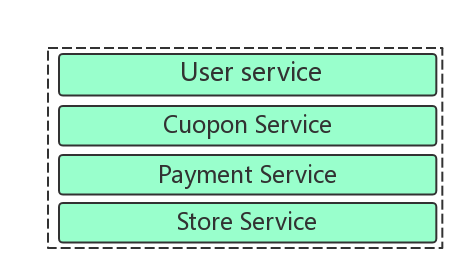 User service
Cuopon Service
Payment Service
Store Service